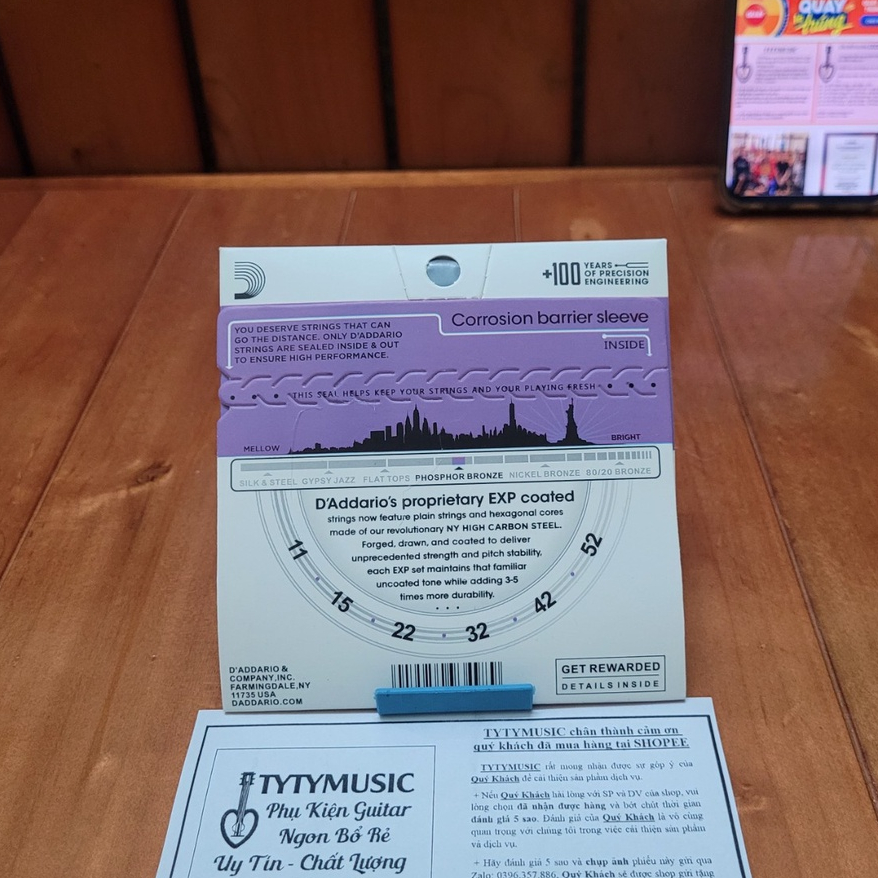 QUAY
+100 YEARS
OF PRECISION
ENGINEERING
YOU DESERVE STRINGS THAT CAN
GO THE DISTANCE. ONLY D'ADDARIO
STRINGS ARE SEALED INSIDE & OUT
TO ENSURE HIGH PERFORMANCE.
Corrosion barrier sleeve
INSIDE
THIS SEAL HELPS KEEP YOUR STRINGS AND YOUR PLAYING FRESH
MELLOW
BRIGHT
SILK & STEEL GYPSY JAZZ FLAT TOPS PHOSPHOR BRONZE NICKEL BRONZE 80/20 BRONZE
D'Addario's proprietary EXP coated
strings now feature plain strings and hexagonal cores
made of our revolutionary NY HIGH CARBON STEEL.
Forged, drawn, and coated to deliver
unprecedented strength and pitch stability,
each EXP set maintains that familiar
uncoated tone while adding 3-5
times more durability.
11
15
22
32
42
52
D'ADDARIO &
COMPANY,INC.
FARMINGDALE,NY
11735 USA
DADDARIO.COM
GET REWARDED
DETAILS INSIDE
TYTYMUSIC
Phụ Kiện Guitar
Ngon Bổ Rẻ
Uy Tín - Chất Lượng
TYTYMUSIC chân thành cảm ơn
quý khách đã mua hàng tại SHOPEE
TYTYMUSIC rất mong nhận được sự góp ý của
Quý Khách để cải thiện sản phẩm dịch vụ.
+ Nếu Quý Khách hài lòng với SP và DV của shop, vui
lòng chọn đã nhận được hàng và bớt chút thời gian
đánh giá 5 sao. Đánh giá của Quý Khách là vô cùng
quan trọng với chúng tôi trong việc cải thiện sản phẩm
và dịch vụ.
+ Hãy đánh giá 5 sao và chụp ảnh phiếu này gửi qua
Zalo: 0396.357.886. Quý Khách sẽ được shop gửi tặng